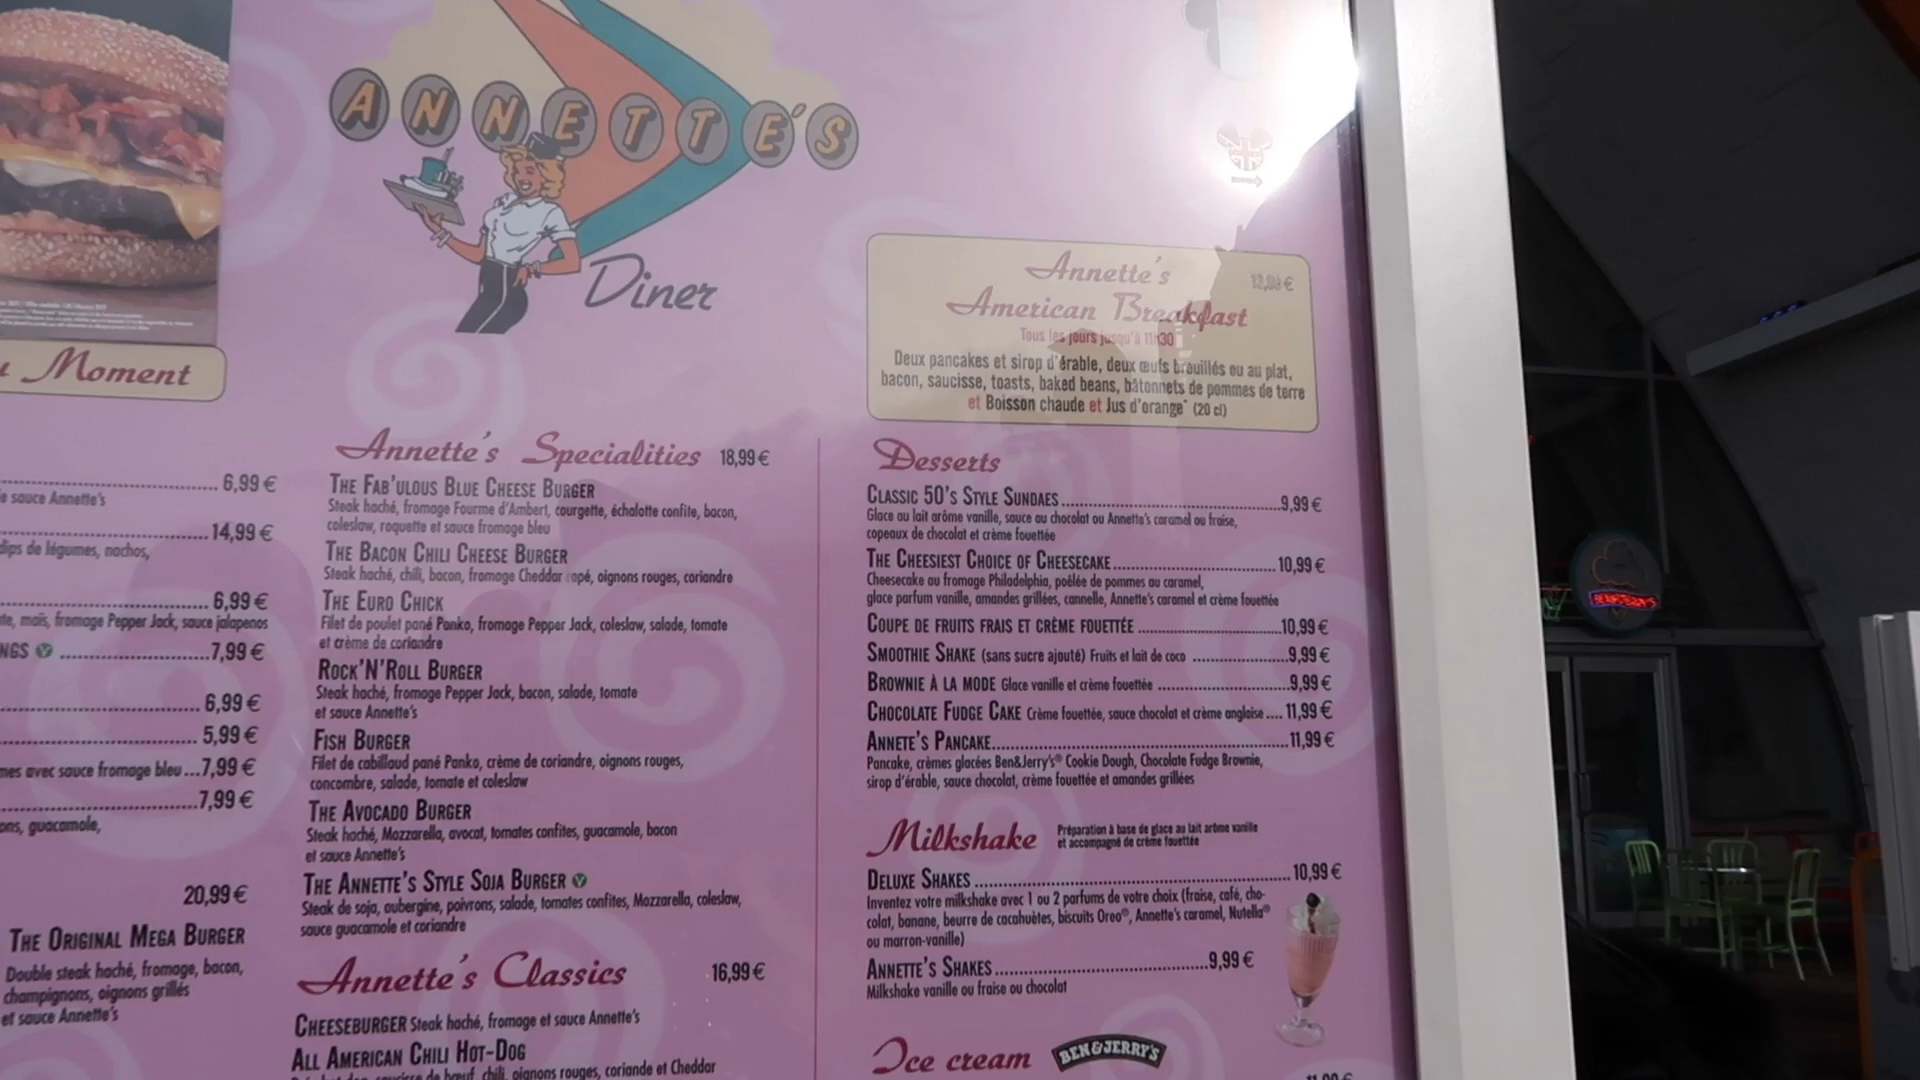 ANNETTE'S
Diner
Moment
6,99 €
sauce Annette's
14,99 €
dips de légumes, nachos,
6,99 €
maïs, fromage Pepper Jack, sauce jalapenos
7,99 €
6,99 €
5,99 €
avec sauce fromage bleu ...7,99 €
7,99 €
guacamole,
20,99 €
THE ORIGINAL MEGA BURGER
Double steak haché, fromage, bacon,
champignons, oignons grillés
et sauce Annette's
Annette's Specialities 18,99 €
THE FAB'ULOUS BLUE CHEESE BURGER
Steak haché, fromage Fourme d'Ambert, courgette, échalotte confite, bacon,
coleslaw, roquette et sauce fromage bleu
THE BACON CHILI CHEESE BURGER
Steak haché, chili, bacon, fromage Cheddar rapé, oignons rouges, coriandre
THE EURO CHICK
Filet de poulet pané Panko, fromage Pepper Jack, coleslaw, salade, tomate
et crème de coriandre
ROCK'N'ROLL BURGER
Steak haché, fromage Pepper Jack, bacon, salade, tomate
et sauce Annette's
FISH BURGER
Filet de cabillaud pané Panko, crème de coriandre, oignons rouges,
concombre, salade, tomate et coleslaw
THE AVOCADO BURGER
Steak haché, Mozzarella, avocat, tomates confites, guacamole, bacon
et sauce Annette's
THE ANNETTE'S STYLE SOJA BURGER V
Steak de soja, aubergine, poivrons, salade, tomates confites, Mozzarella, coleslaw,
sauce guacamole et coriandre
Annette's Classics 16,99 €
CHEESEBURGER Steak haché, fromage et sauce Annette's
ALL AMERICAN CHILI HOT-DOG
saucisse de bœuf, chili, oignons rouges, coriandre et Cheddar
Annette's
American Breakfast
Tous les jours jusqu'à 11h30
Deux pancakes et sirop d'érable, deux œufs brouillés ou au plat,
bacon, saucisse, toasts, baked beans, bâtonnets de pommes de terre
et Boisson chaude et Jus d'orange* (20 cl)
Desserts
CLASSIC 50'S STYLE SUNDAES ... 9,99 €
Glace au lait arôme vanille, sauce au chocolat ou Annette's caramel ou fraise,
copeaux de chocolat et crème fouettée
THE CHEESIEST CHOICE OF CHEESECAKE ... 10,99 €
Cheesecake au fromage Philadelphia, poêlée de pommes au caramel,
glace parfum vanille, amandes grillées, cannelle, Annette's caramel et crème fouettée
COUPE DE FRUITS FRAIS ET CRÈME FOUETTÉE ... 10,99 €
SMOOTHIE SHAKE (sans sucre ajouté) Fruits et lait de coco ... 9,99 €
BROWNIE À LA MODE Glace vanille et crème fouettée ... 9,99 €
CHOCOLATE FUDGE CAKE Crème fouettée, sauce chocolat et crème anglaise .... 11,99 €
ANNETE'S PANCAKE ... 11,99 €
Pancake, crèmes glacées Ben&Jerry's® Cookie Dough, Chocolate Fudge Brownie,
sirop d'érable, sauce chocolat, crème fouettée et amandes grillées
Milkshake Préparation à base de glace au lait arôme vanille
et accompagné de crème fouettée
DELUXE SHAKES ... 10,99 €
Inventez votre milkshake avec 1 ou 2 parfums de votre choix (fraise, café, cho-
colat, banane, beurre de cacahuètes, biscuits Oreo®, Annette's caramel, Nutella®
ou marron-vanille)
ANNETTE'S SHAKES ... 9,99 €
Milkshake vanille ou fraise ou chocolat
Ice cream BEN & JERRY'S